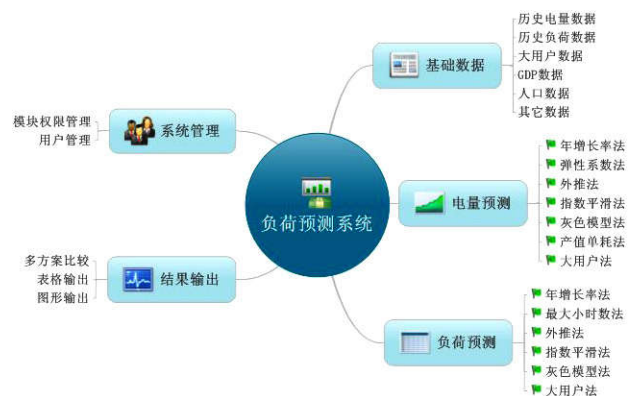 负荷预测系统
基础数据
历史电量数据
历史负荷数据
大用户数据
GDP数据
人口数据
其它数据
电量预测
年增长率法
弹性系数法
外推法
指数平滑法
灰色模型法
产值单耗法
大用户法
负荷预测
年增长率法
最大小时数法
外推法
指数平滑法
灰色模型法
大用户法
系统管理
模块权限管理
用户管理
结果输出
多方案比较
表格输出
图形输出